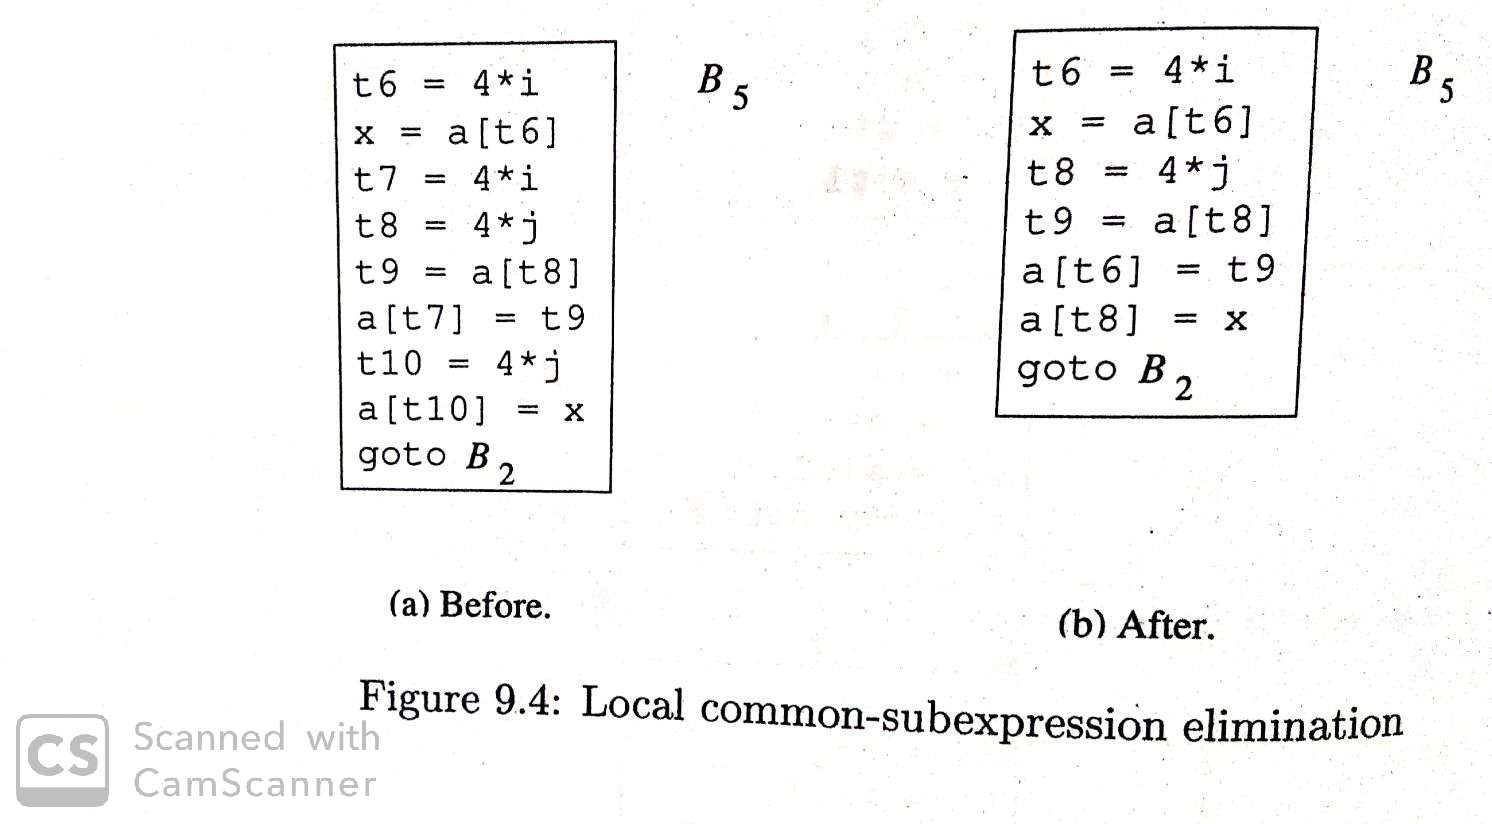 t6 = 4*i
x = a[t6]
t7 = 4*i
t8 = 4*j
t9 = a[t8]
a[t7] = t9
t10 = 4*j
a[t10] = x
goto B2
B5
(a) Before.
t6 = 4*i
x = a[t6]
t8 = 4*j
t9 = a[t8]
a[t6] = t9
a[t8] = x
goto B2
B5
(b) After.
Figure 9.4: Local common-subexpression elimination
CS
Scanned with
CamScanner